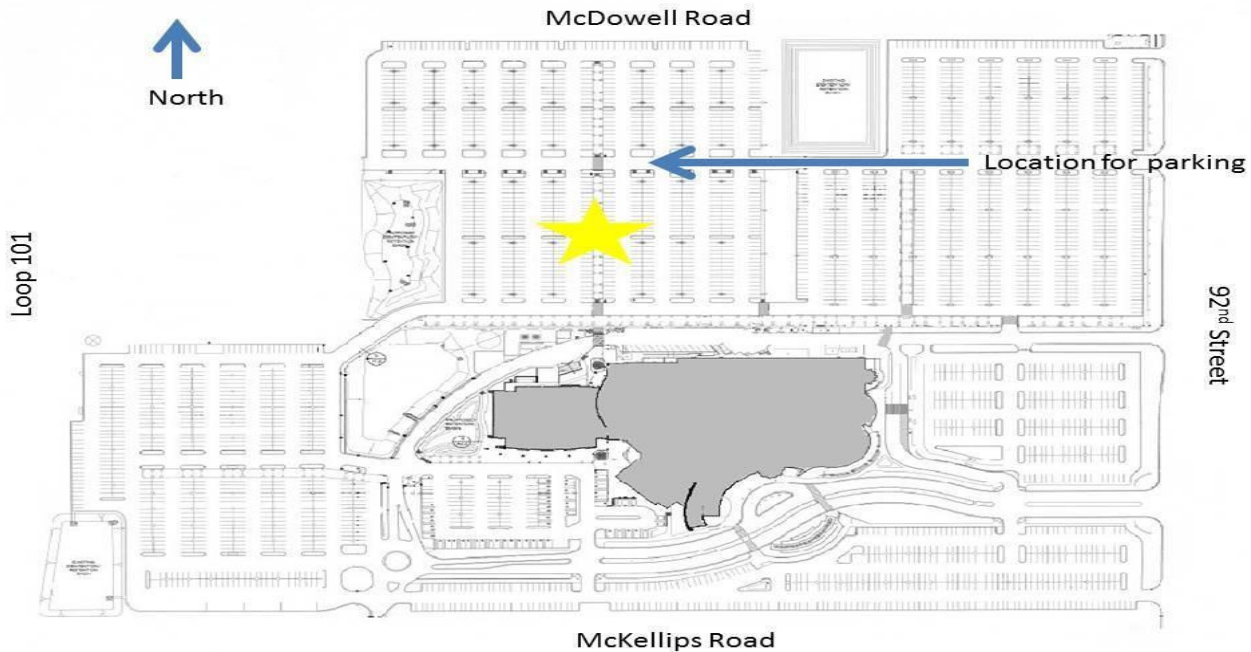 McDowell Road
North
Location for parking
Loop 101
92nd Street
McKellips Road